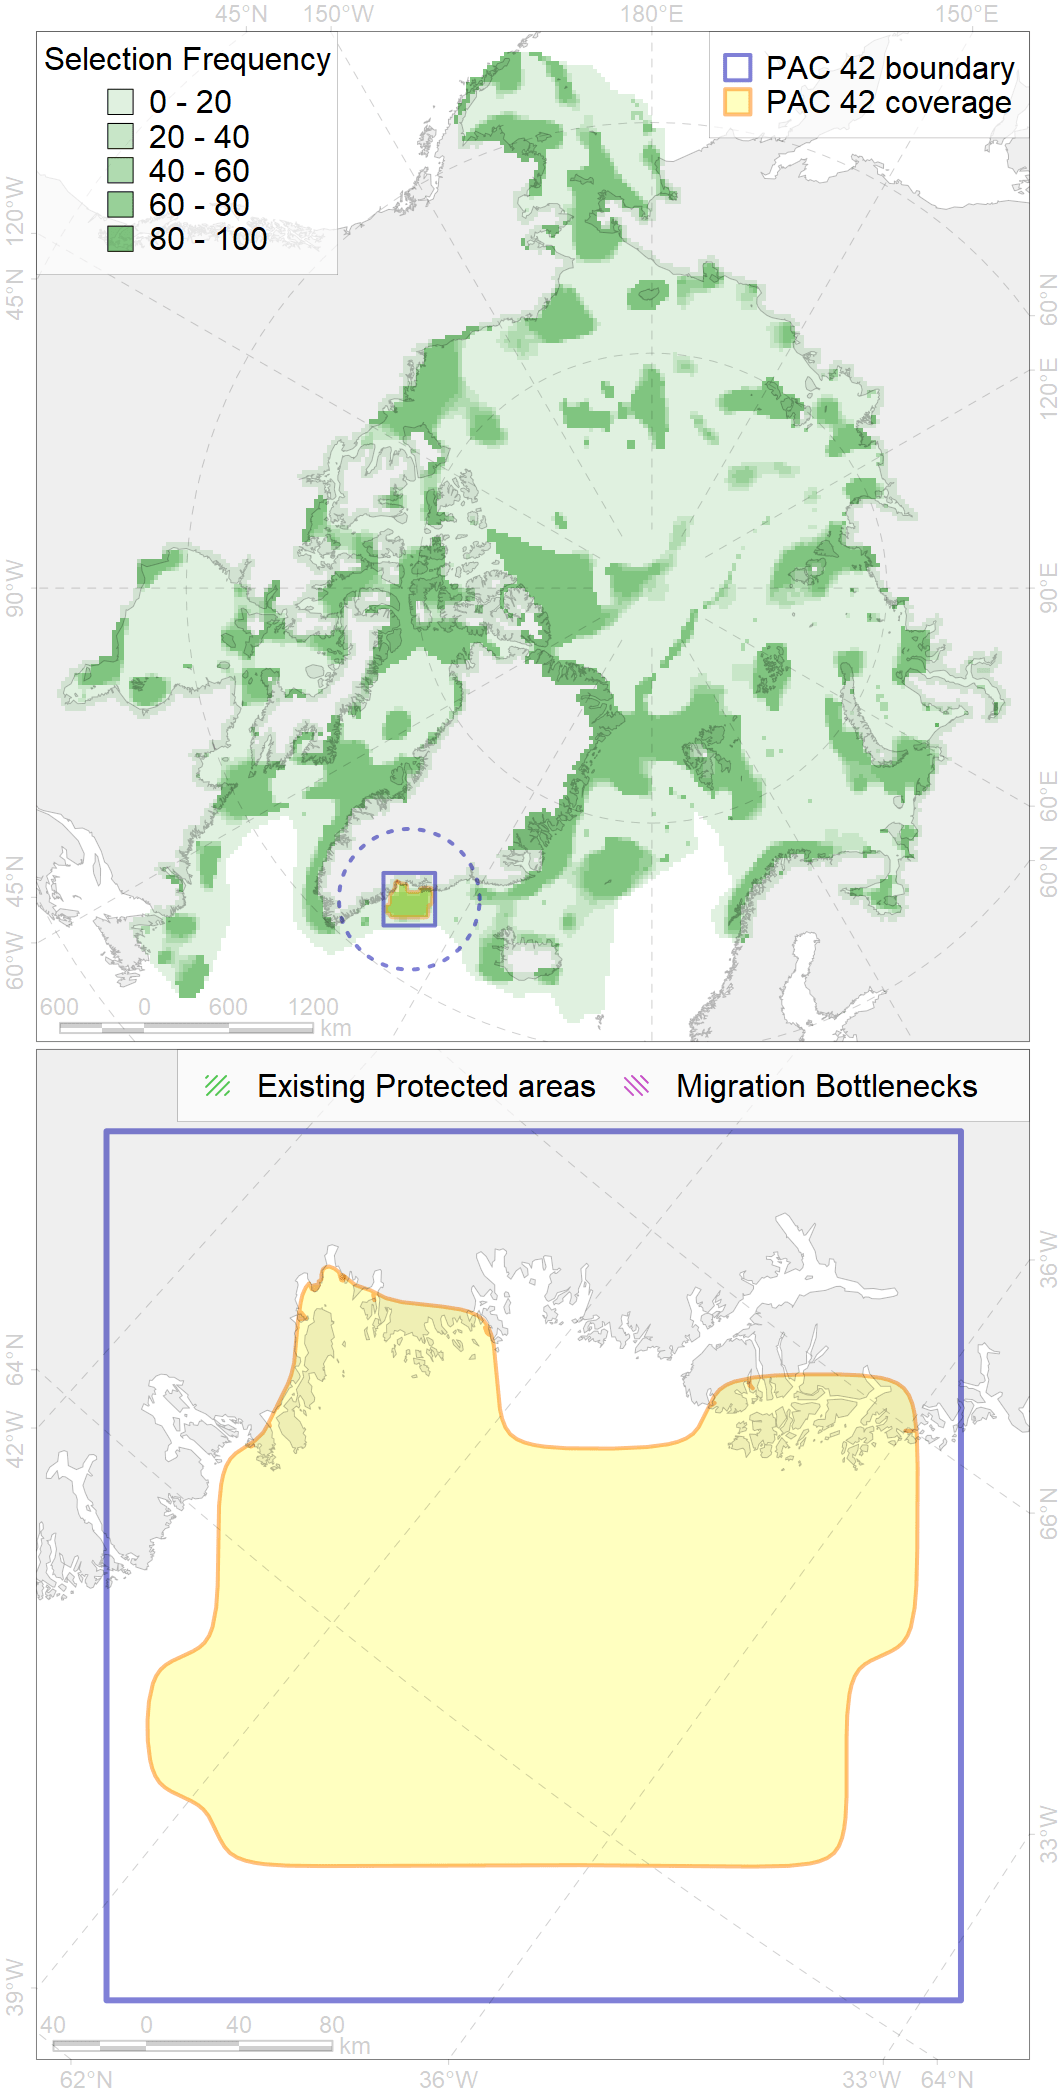 45°N 150°W 180°E 150°E
Selection Frequency
0 - 20
20 - 40
40 - 60
60 - 80
80 - 100
PAC 42 boundary
PAC 42 coverage
120°W
45°N
90°W
45°N
60°W
60°N
120°E
90°E
60°E
60°N
600 0 600 1200
km
Existing Protected areas Migration Bottlenecks
64°N
42°W
39°W
36°W
66°N
33°W
40 0 40 80
km
62°N 36°W 33°W 64°N